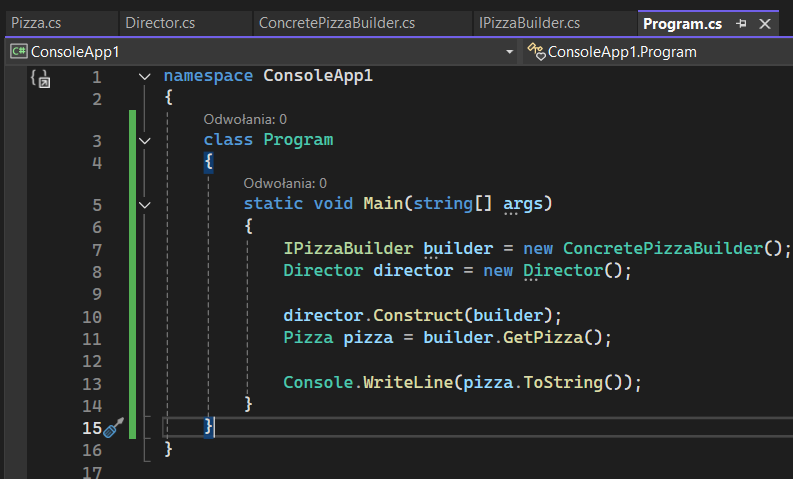 Pizza.cs Director.cs ConcretePizzaBuilder.cs IPizzaBuilder.cs Program.cs
C# ConsoleApp1 ConsoleApp1.Program
1 namespace ConsoleApp1
2 {
Odwołania: 0
3 class Program
4 {
Odwołania: 0
5 static void Main(string[] args)
6 {
7 IPizzaBuilder builder = new ConcretePizzaBuilder();
8 Director director = new Director();
9
10 director.Construct(builder);
11 Pizza pizza = builder.GetPizza();
12
13 Console.WriteLine(pizza.ToString());
14 }
15 }
16 }
17